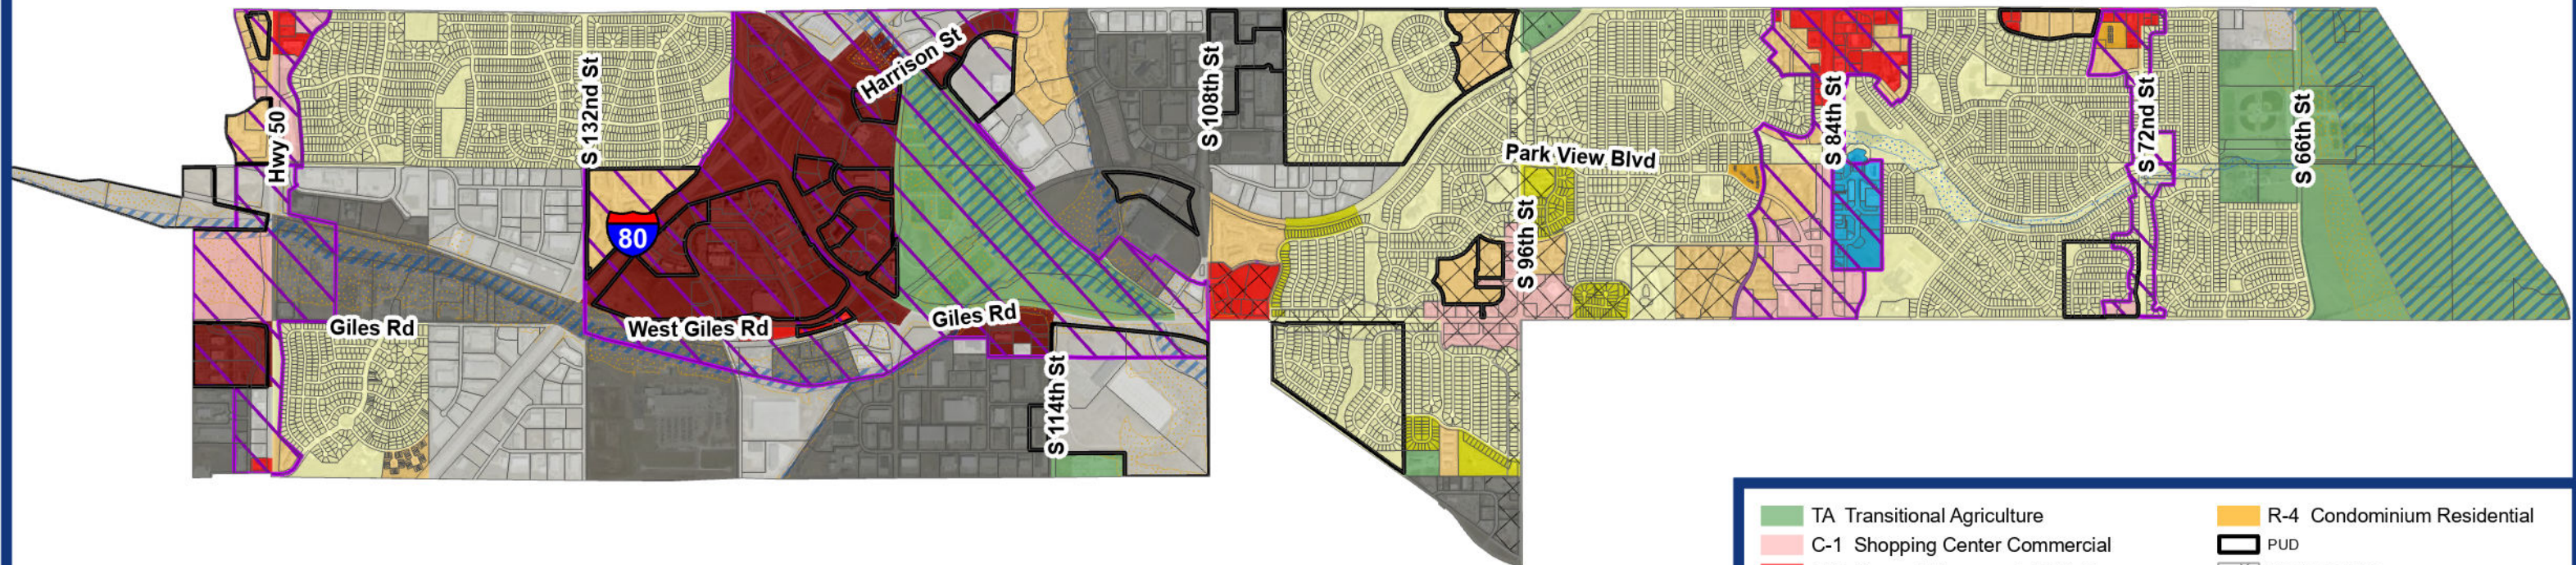 Harrison St
S 108th St
S 132nd St
Hwy 50
Park View Blvd
S 84th St
S 72nd St
S 66th St
80
S 96th St
Giles Rd
West Giles Rd
Giles Rd
S 114th St
TA Transitional Agriculture
R-4 Condominium Residential
C-1 Shopping Center Commercial
PUD